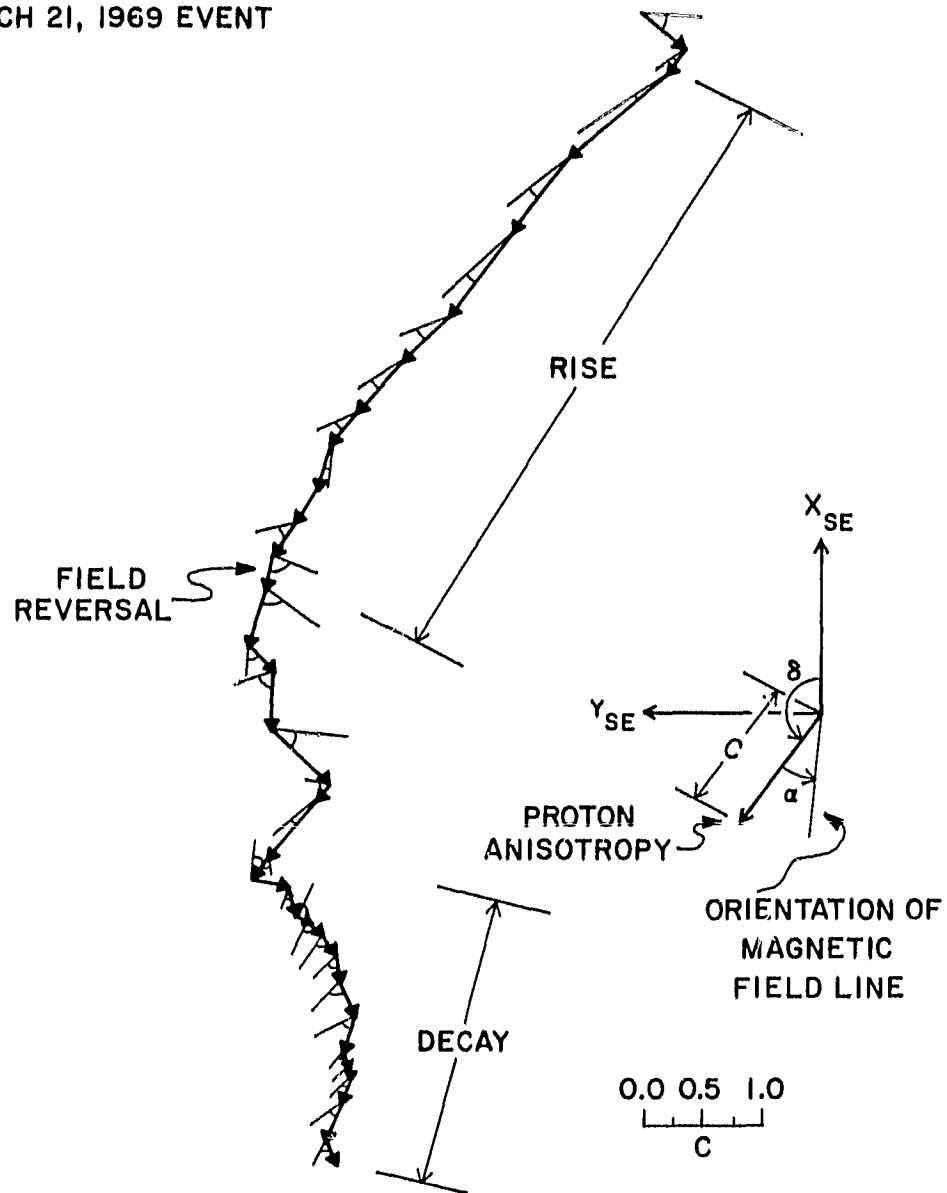 CH 21, 1969 EVENT
RISE
FIELD
REVERSAL
X SE
Y SE
δ
C
α
PROTON
ANISOTROPY
ORIENTATION OF
MAGNETIC
FIELD LINE
DECAY
0.0 0.5 1.0
C